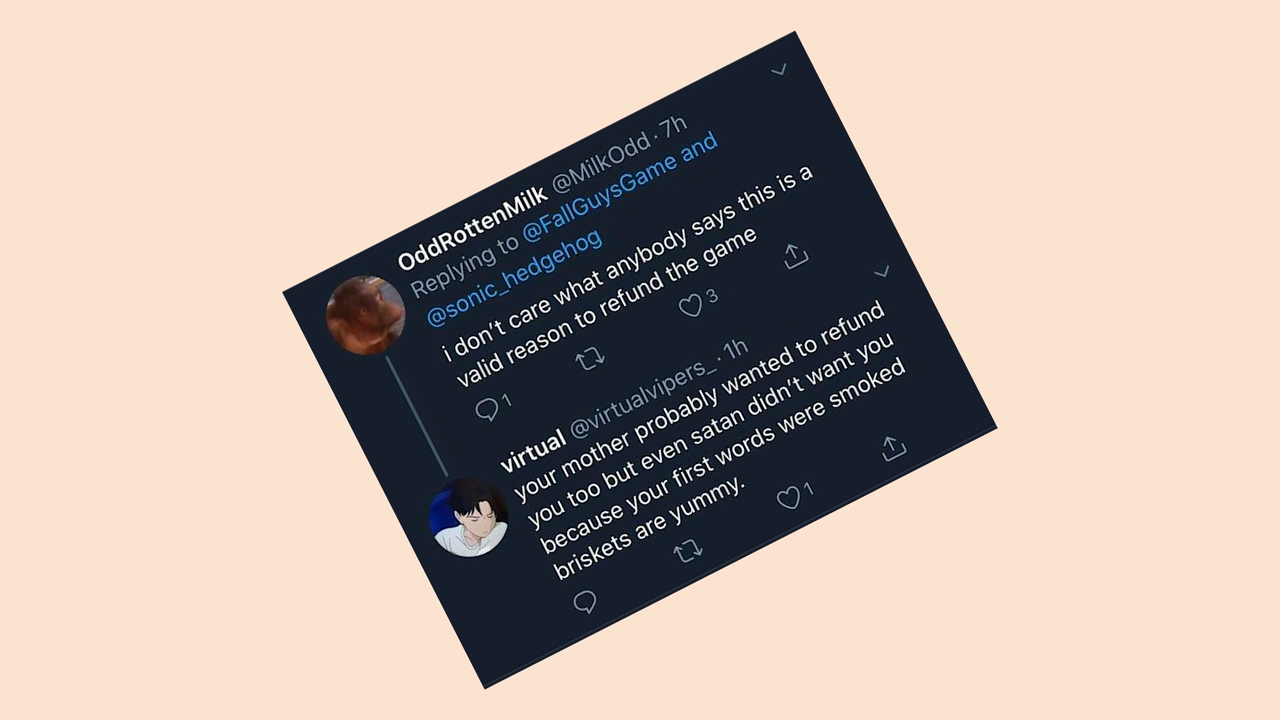 OddRottenMilk @MilkOdd · 7h
Replying to @FallGuysGame and
@sonic_hedgehog
i don't care what anybody says this is a
valid reason to refund the game
1 3
virtual @virtualvipers_ · 1h
your mother probably wanted to refund
you too but even satan didn't want you
because your first words were smoked
briskets are yummy.
1